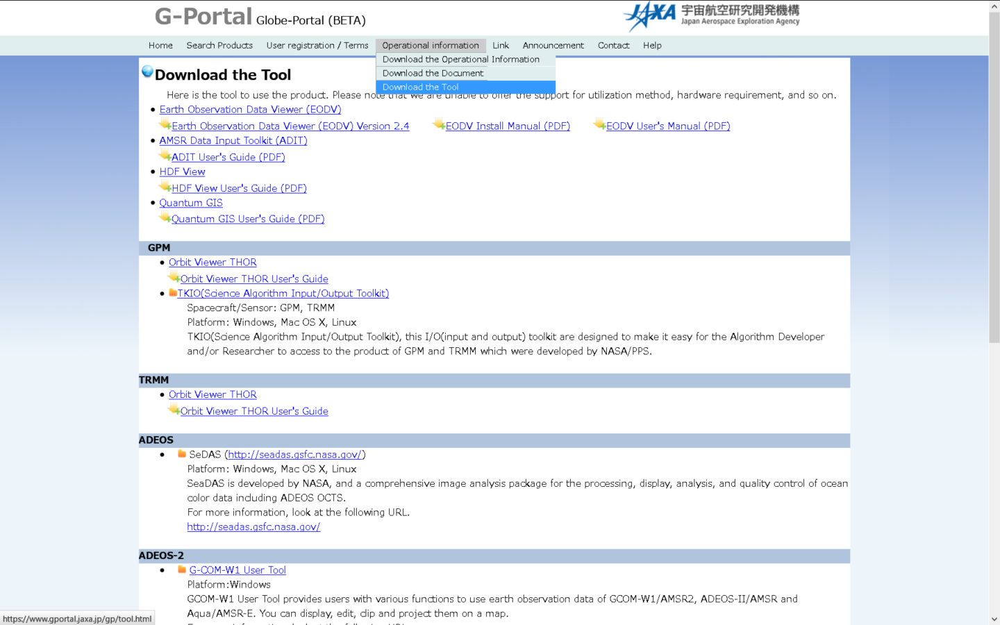 G-Portal Globe-Portal (BETA)
JAXA 宇宙航空研究開発機構
Japan Aerospace Exploration Agency
Home Search Products User registration / Terms Operational information Link Announcement Contact Help
Download the Operational Information
Download the Document
Download the Tool
Download the Tool
Here is the tool to use the product. Please note that we are unable to offer the support for utilization method, hardware requirement, and so on.
Earth Observation Data Viewer (EODV)
Earth Observation Data Viewer (EODV) Version 2.4 EODV Install Manual (PDF) EODV User's Manual (PDF)
AMSR Data Input Toolkit (ADIT)
ADIT User's Guide (PDF)
HDF View
HDF View User's Guide (PDF)
Quantum GIS
Quantum GIS User's Guide (PDF)
GPM
Orbit Viewer THOR
Orbit Viewer THOR User's Guide
TKIO(Science Algorithm Input/Output Toolkit)
Spacecraft/Sensor: GPM, TRMM
Platform: Windows, Mac OS X, Linux
TKIO(Science Algorithm Input/Output Toolkit), this I/O(input and output) toolkit are designed to make it easy for the Algorithm Developer
and/or Researcher to access to the product of GPM and TRMM which were developed by NASA/PPS.
TRMM
Orbit Viewer THOR
Orbit Viewer THOR User's Guide
ADEOS
SeDAS (http://seadas.gsfc.nasa.gov/)
Platform: Windows, Mac OS X, Linux
SeaDAS is developed by NASA, and a comprehensive image analysis package for the processing, display, analysis, and quality control of ocean
color data including ADEOS OCTS.
For more information, look at the following URL.
http://seadas.gsfc.nasa.gov/
ADEOS-2
G-COM-W1 User Tool
Platform:Windows
GCOM-W1 User Tool provides users with various functions to use earth observation data of GCOM-W1/AMSR2, ADEOS-II/AMSR and
Aqua/AMSR-E. You can display, edit, clip and project them on a map.
https://www.gportal.jaxa.jp/gp/tool.html